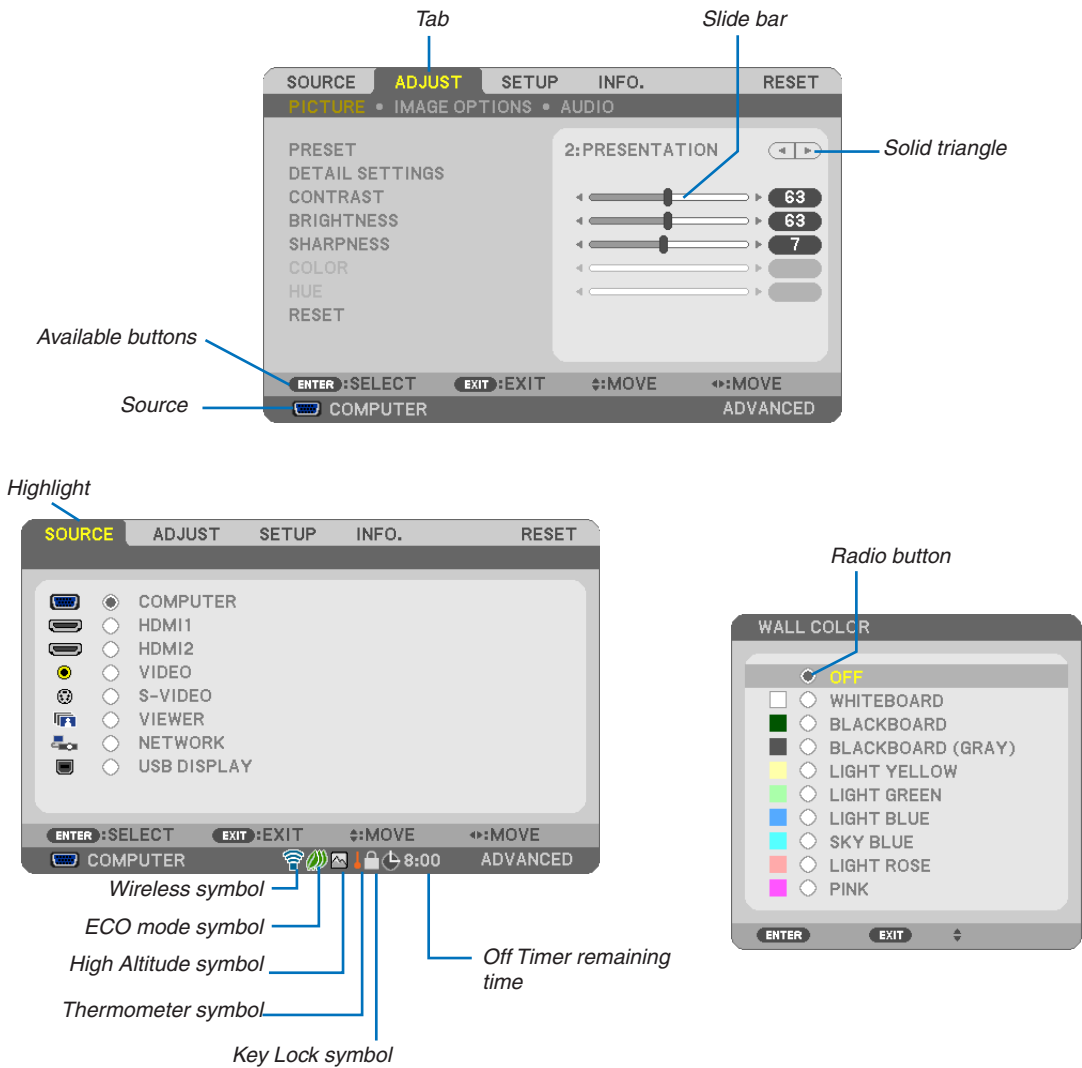 Tab
Slide bar
SOURCE ADJUST SETUP INFO. RESET
PICTURE • IMAGE OPTIONS • AUDIO
PRESET 2:PRESENTATION
Solid triangle
DETAIL SETTINGS
CONTRAST 63
BRIGHTNESS 63
SHARPNESS 7
COLOR
HUE
RESET
Available buttons
ENTER:SELECT EXIT:EXIT :MOVE :MOVE
Source
COMPUTER ADVANCED
Highlight
SOURCE ADJUST SETUP INFO. RESET
COMPUTER
HDMI1
HDMI2
VIDEO
S-VIDEO
VIEWER
NETWORK
USB DISPLAY
ENTER:SELECT EXIT:EXIT :MOVE :MOVE
COMPUTER 8:00 ADVANCED
Wireless symbol
ECO mode symbol
High Altitude symbol
Thermometer symbol
Key Lock symbol
Off Timer remaining
time
Radio button
WALL COLOR
OFF
WHITEBOARD
BLACKBOARD
BLACKBOARD (GRAY)
LIGHT YELLOW
LIGHT GREEN
LIGHT BLUE
SKY BLUE
LIGHT ROSE
PINK
ENTER EXIT